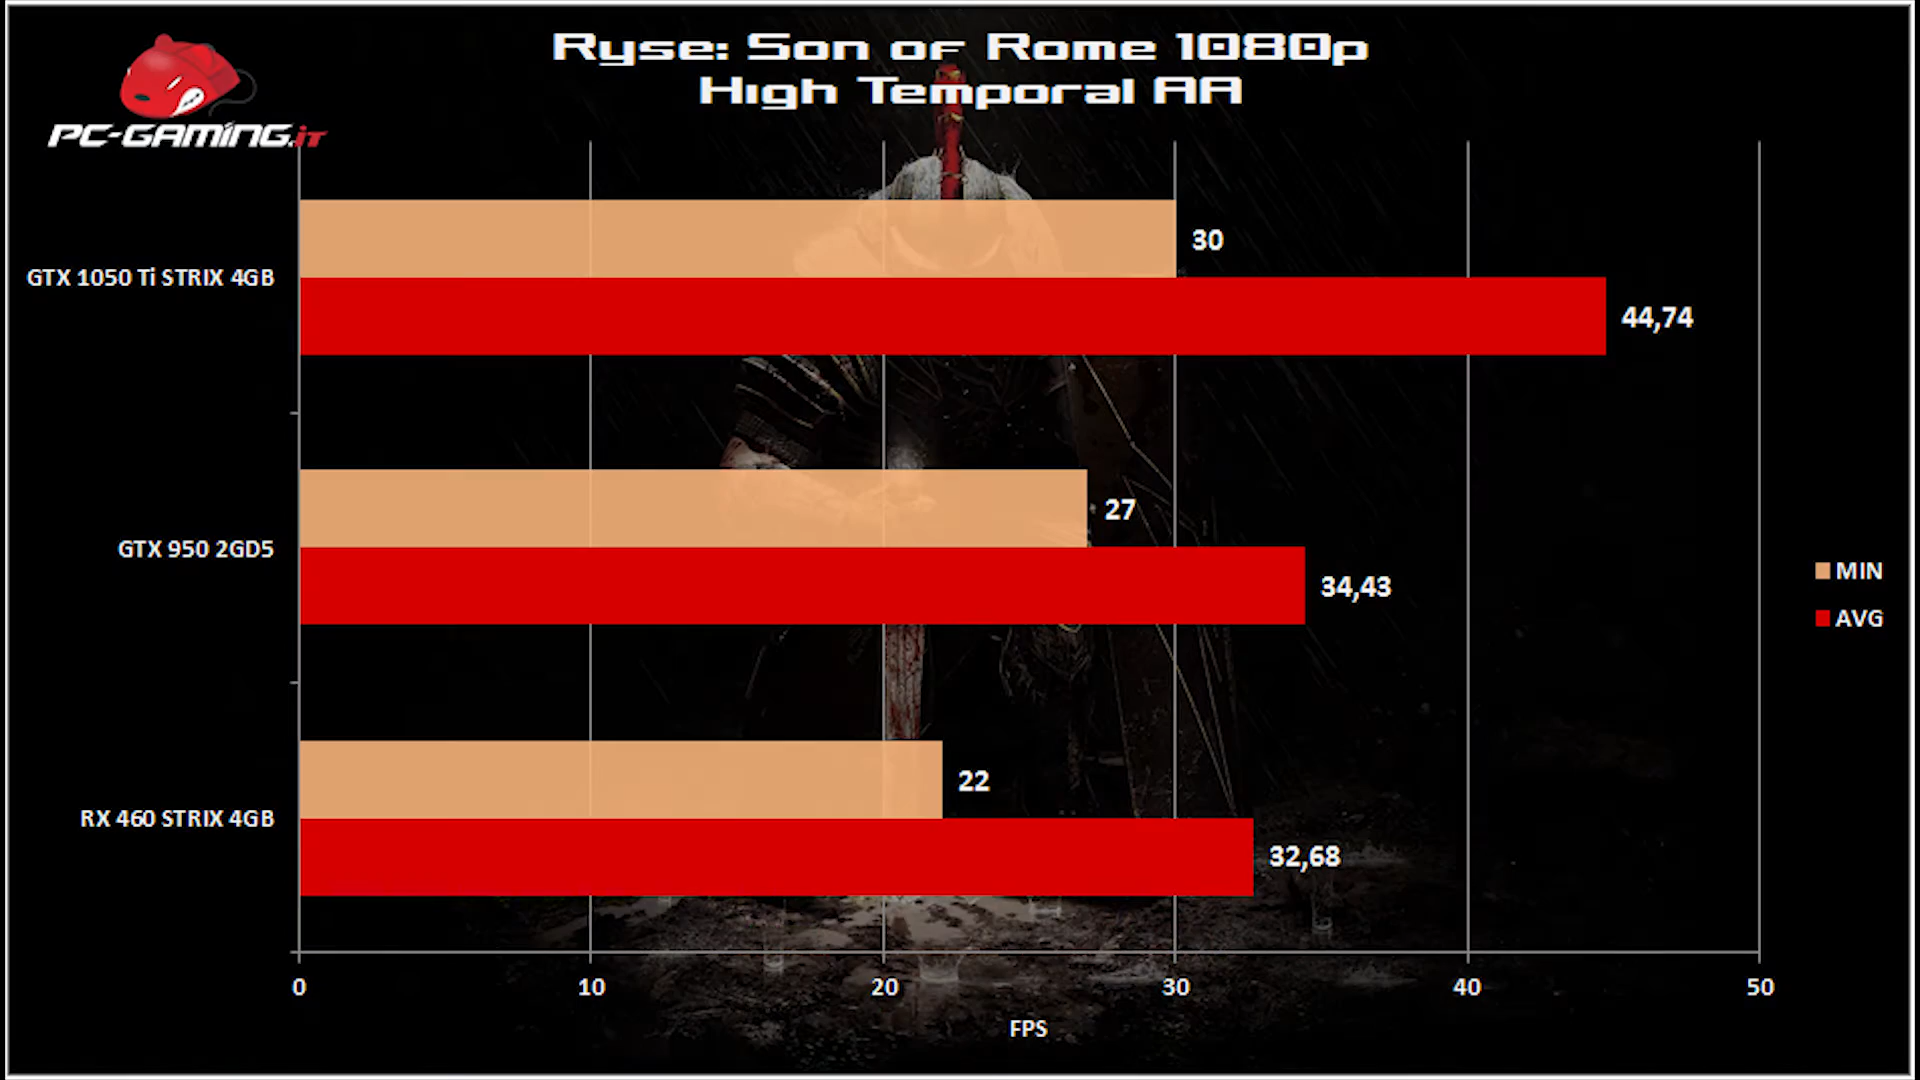 Ryse: Son of Rome 1080p
High Temporal AA
PC-GAMING.iT
GTX 1050 Ti STRIX 4GB
30
44,74
GTX 950 2GD5
27
34,43
MIN
AVG
RX 460 STRIX 4GB
22
32,68
0 10 20 30 40 50
FPS